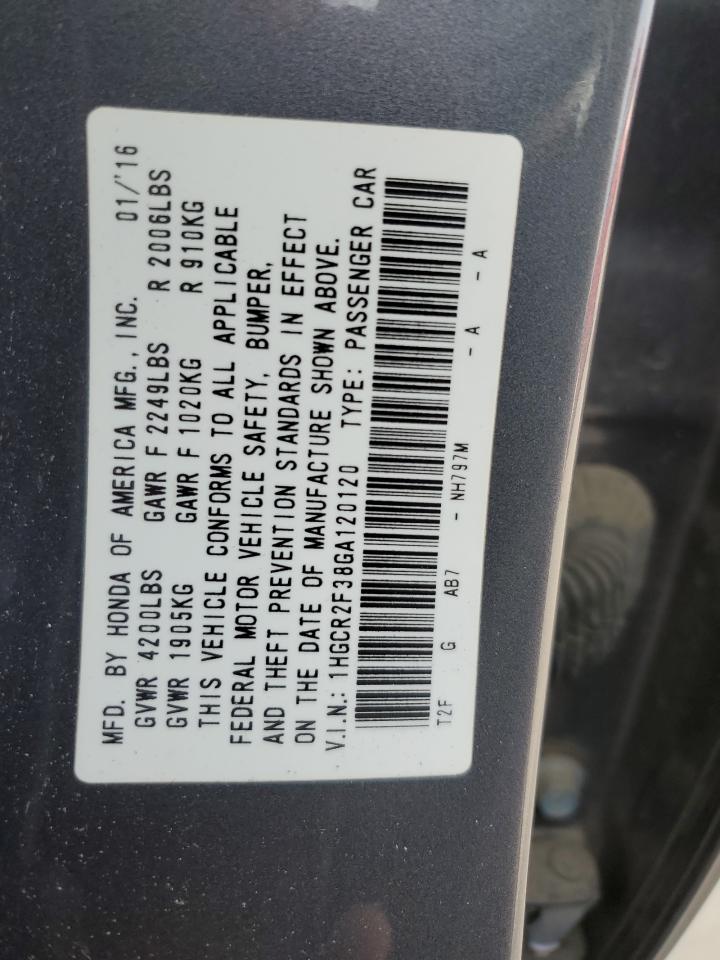 MFD. BY HONDA OF AMERICA MFG., INC. 01/'16
GVWR 4200LBS GAWR F 2249LBS R 2006LBS
GVWR 1905KG GAWR F 1020KG R 910KG
THIS VEHICLE CONFORMS TO ALL APPLICABLE
FEDERAL MOTOR VEHICLE SAFETY, BUMPER,
AND THEFT PREVENTION STANDARDS IN EFFECT
ON THE DATE OF MANUFACTURE SHOWN ABOVE.
V.I.N.: 1HGCR2F38GA120120 TYPE: PASSENGER CAR
T2F G AB7 - NH797M - A - A